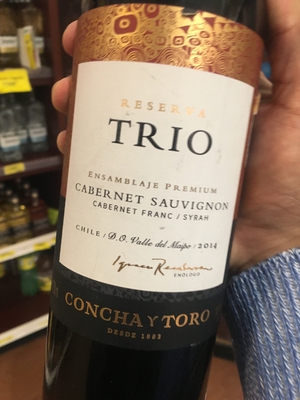 RESERVA
TRIO
ENSAMBLAJE PREMIUM
CABERNET SAUVIGNON
CABERNET FRANC / SYRAH
CHILE / D.O. Valle del Maipo / 2014
ENÓLOGO
CONCHA Y TORO
DESDE 1883